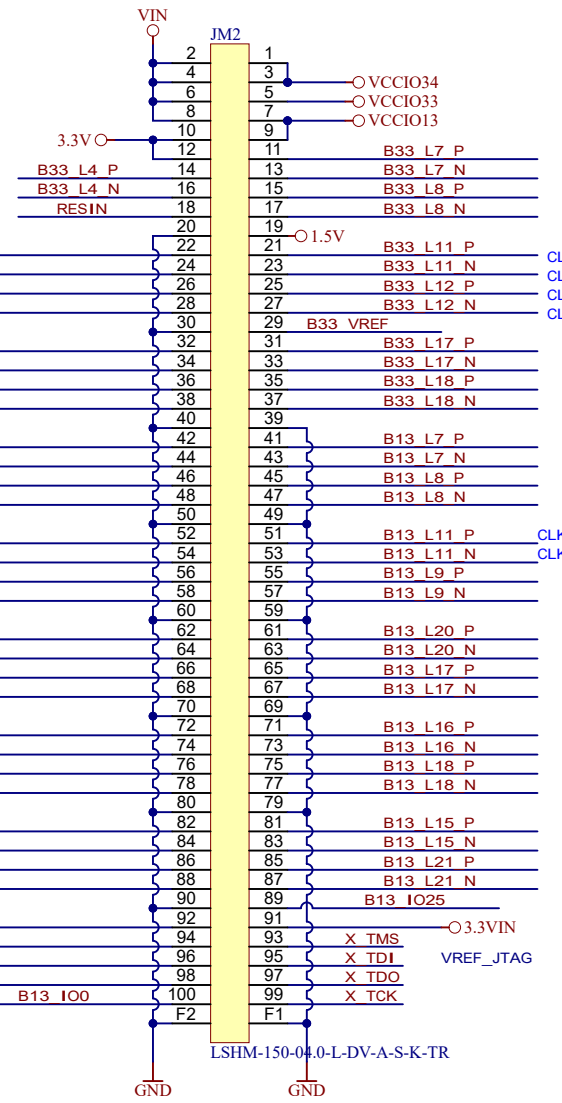 VIN
JM2
2 1
4 3 VCCIO34
6 5 VCCIO33
8 7 VCCIO13
3.3V 10 9
12 11 B33_L7_P
B33_L4_P 14 13 B33_L7_N
B33_L4_N 16 15 B33_L8_P
RESIN 18 17 B33_L8_N
20 19 1.5V
22 21 B33_L11_P
24 23 B33_L11_N
26 25 B33_L12_P
28 27 B33_L12_N
30 29 B33_VREF
32 31 B33_L17_P
34 33 B33_L17_N
36 35 B33_L18_P
38 37 B33_L18_N
40 39
42 41 B13_L7_P
44 43 B13_L7_N
46 45 B13_L8_P
48 47 B13_L8_N
50 49
52 51 B13_L11_P
54 53 B13_L11_N
56 55 B13_L9_P
58 57 B13_L9_N
60 59
62 61 B13_L20_P
64 63 B13_L20_N
66 65 B13_L17_P
68 67 B13_L17_N
70 69
72 71 B13_L16_P
74 73 B13_L16_N
76 75 B13_L18_P
78 77 B13_L18_N
80 79
82 81 B13_L15_P
84 83 B13_L15_N
86 85 B13_L21_P
88 87 B13_L21_N
90 89 B13_IO25
92 91 3.3VIN
94 93 X_TMS
96 95 X_TDI VREF_JTAG
98 97 X_TDO
B13_IO0 100 99 X_TCK
F2 F1
LSHM-150-04.0-L-DV-A-S-K-TR
GND GND